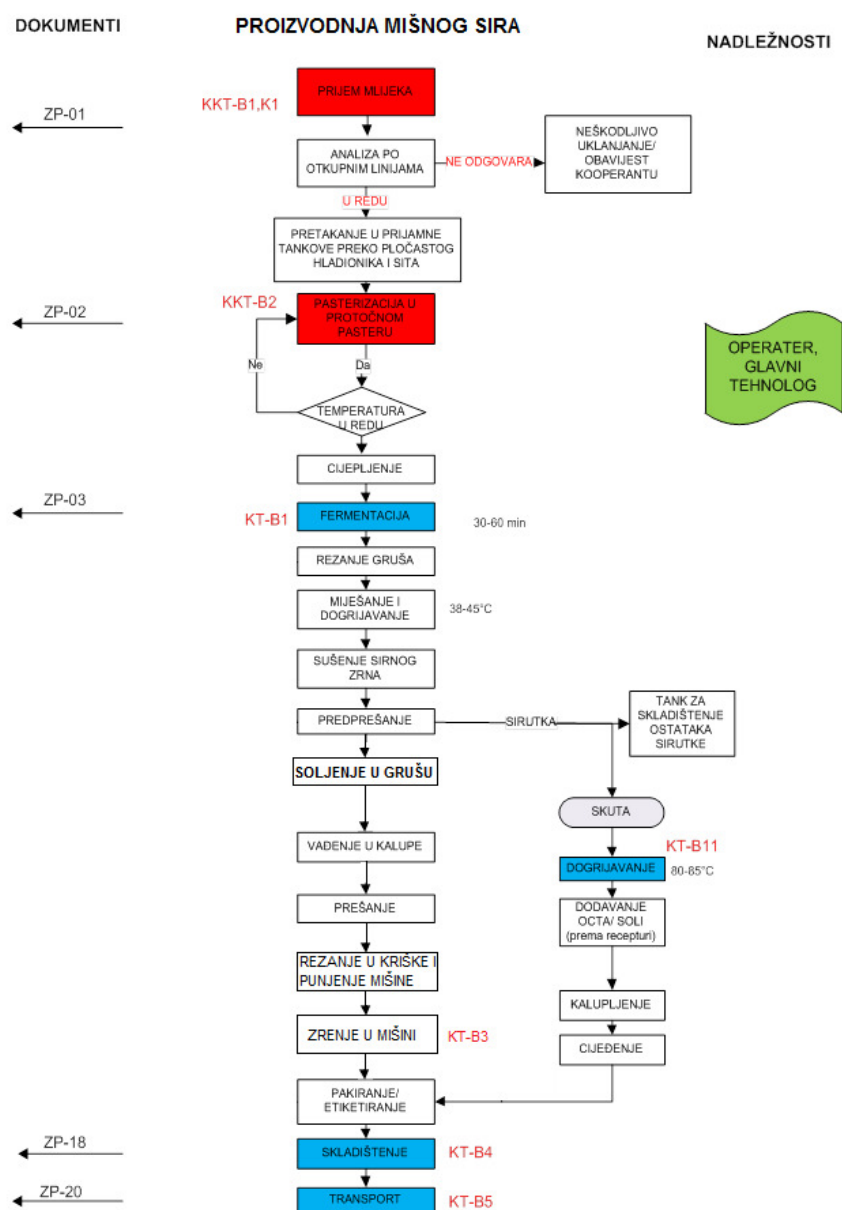 DOKUMENTI
PROIZVODNJA MIŠNOG SIRA
NADLEŽNOSTI
ZP-01
KKT-B1,K1
PRIJEM MLIJEKA
ANALIZA PO
OTKUPNIM LINIJAMA
NE ODGOVARA
NEŠKODLJIVO
UKLANJANJE/
OBAVIJEST
KOOPERANTU
U REDU
PRETAKANJE U PRIJAMNE
TANKOVE PREKO PLOČASTOG
HLADIONIKA I SITA
ZP-02
KKT-B2
PASTERIZACIJA U
PROTOČNOM
PASTERU
OPERATER,
GLAVNI
TEHNOLOG
Ne
Da
TEMPERATURA
U REDU
CIJEPLJENJE
ZP-03
KT-B1
FERMENTACIJA
30-60 min
REZANJE GRUŠA
MIJEŠANJE I
DOGRIJAVANJE
38-45°C
SUŠENJE SIRNOG
ZRNA
PREDPREŠANJE
SIRUTKA
TANK ZA
SKLADIŠTENJE
OSTATAKA
SIRUTKE
SOLJENJE U GRUŠU
SKUTA
VAĐENJE U KALUPE
KT-B11
DOGRIJAVANJE
80-85°C
PREŠANJE
DODAVANJE
OCTA/ SOLI
(prema recepturi)
REZANJE U KRIŠKE I
PUNJENJE MIŠINE
KALUPLJENJE
ZRENJE U MIŠINI
KT-B3
CIJEĐENJE
PAKIRANJE/
ETIKETIRANJE
ZP-18
SKLADIŠTENJE
KT-B4
ZP-20
TRANSPORT
KT-B5